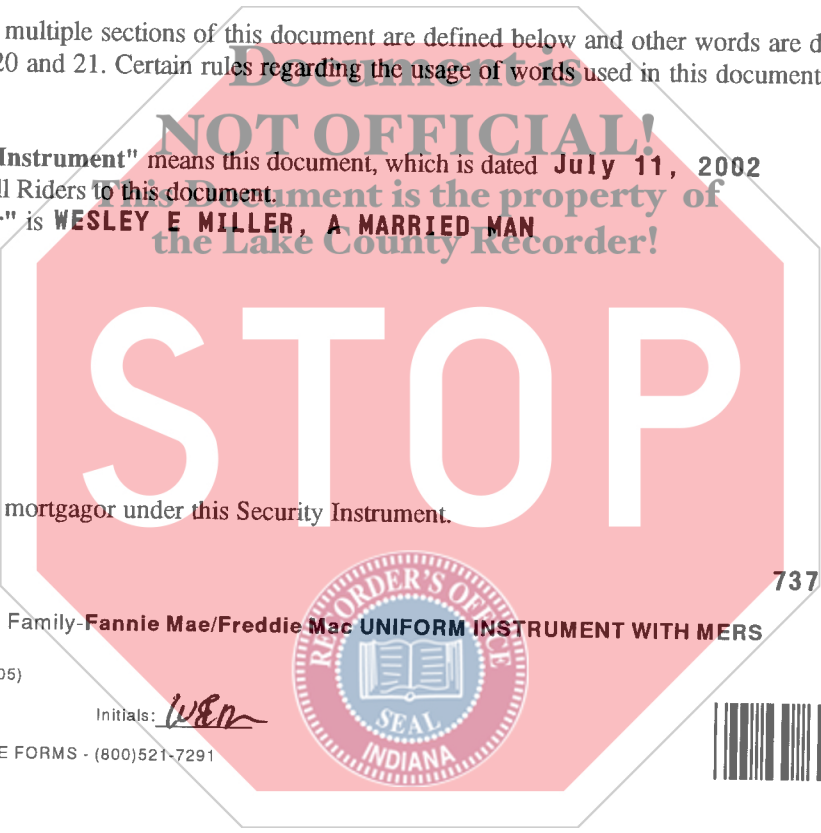 multiple sections of this document are defined below and other words are d
20 and 21. Certain rules regarding the usage of words used in this document
Document is
NOT OFFICIAL!
Instrument" means this document, which is dated July 11, 2002
ll Riders to this document.
This Document is the property of
" is WESLEY E MILLER, A MARRIED MAN
the Lake County Recorder!
STOP
mortgagor under this Security Instrument.
737
Family-Fannie Mae/Freddie Mac UNIFORM INSTRUMENT WITH MERS
RECORDER'S OFFICE
05)
Initials: WEM
SEAL
E FORMS - (800)521-7291
INDIANA